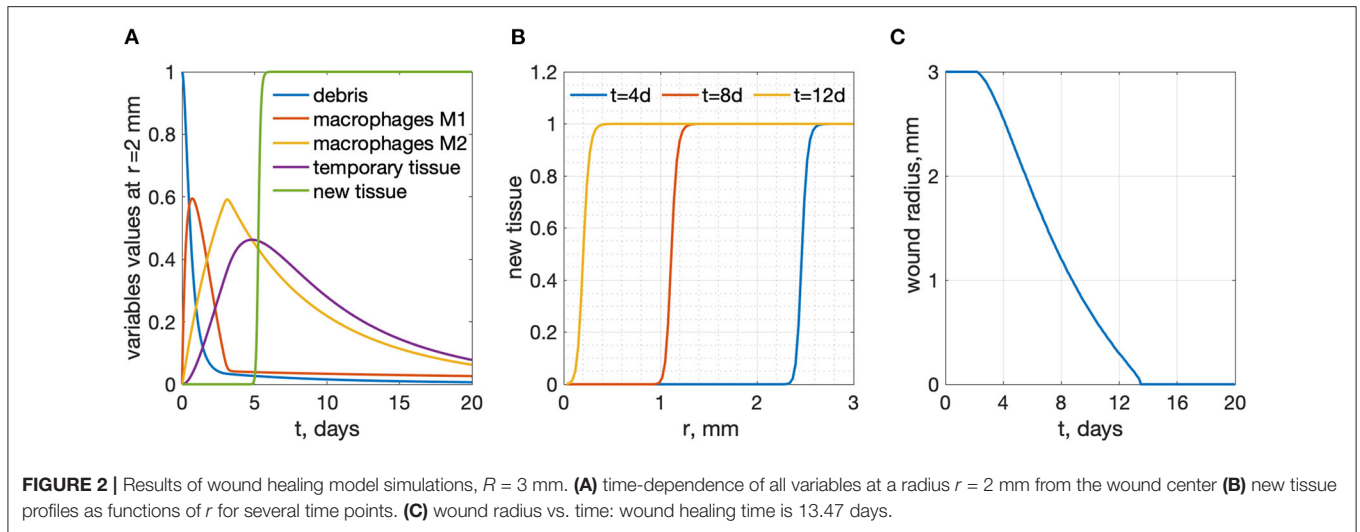 A
B
C
1
0.8
0.6
0.4
0.2
0
0
5
10
15
20
variables values at r =2 mm
t, days
debris
macrophages M1
macrophages M2
temporary tissue
new tissue
1.2
1
0.8
0.6
0.4
0.2
0
0
1
2
3
new tissue
r, mm
t=4d
t=8d
t=12d
3
2
1
0
0
4
8
12
16
20
wound radius, mm
t, days
FIGURE 2 | Results of wound healing model simulations, R = 3 mm. (A) time-dependence of all variables at a radius r = 2 mm from the wound center (B) new tissue
profiles as functions of r for several time points. (C) wound radius vs. time: wound healing time is 13.47 days.